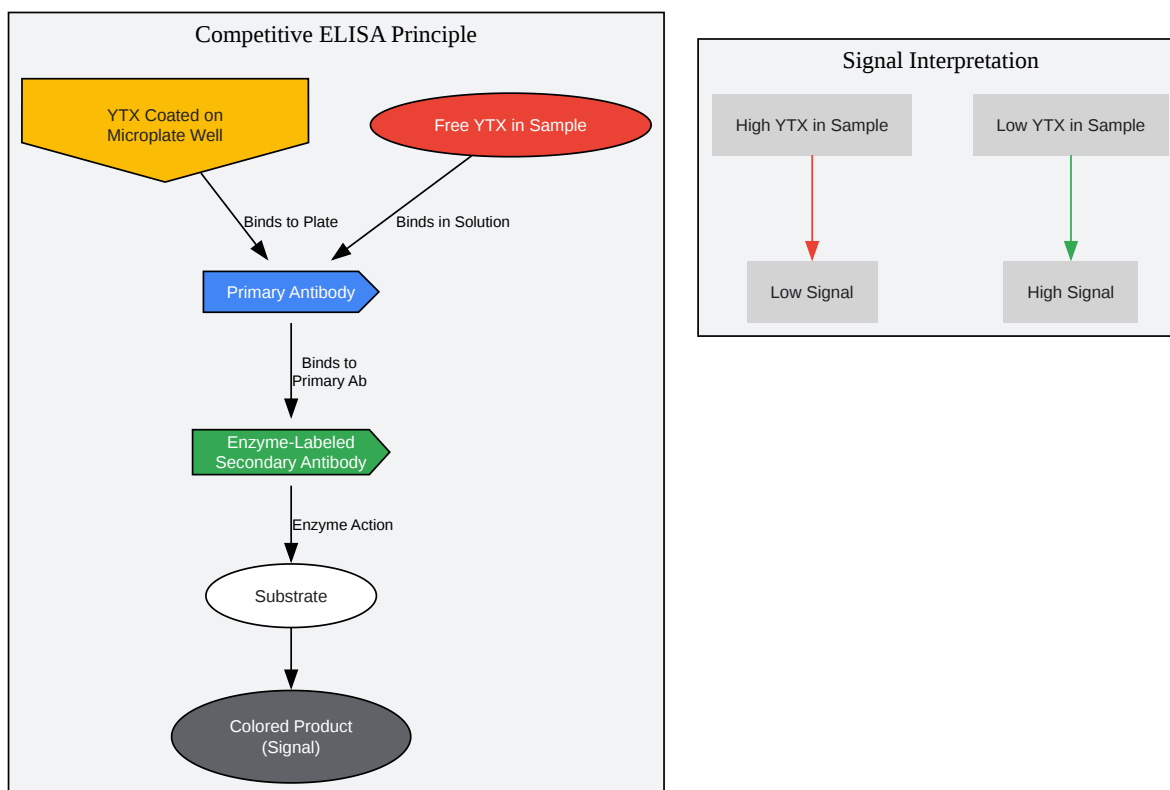 Competitive ELISA Principle
YTX Coated on
Microplate Well
Free YTX in Sample
Binds to Plate
Binds in Solution
Primary Antibody
Binds to
Primary Ab
Enzyme-Labeled
Secondary Antibody
Enzyme Action
Substrate
Colored Product
(Signal)
Signal Interpretation
High YTX in Sample
Low YTX in Sample
Low Signal
High Signal